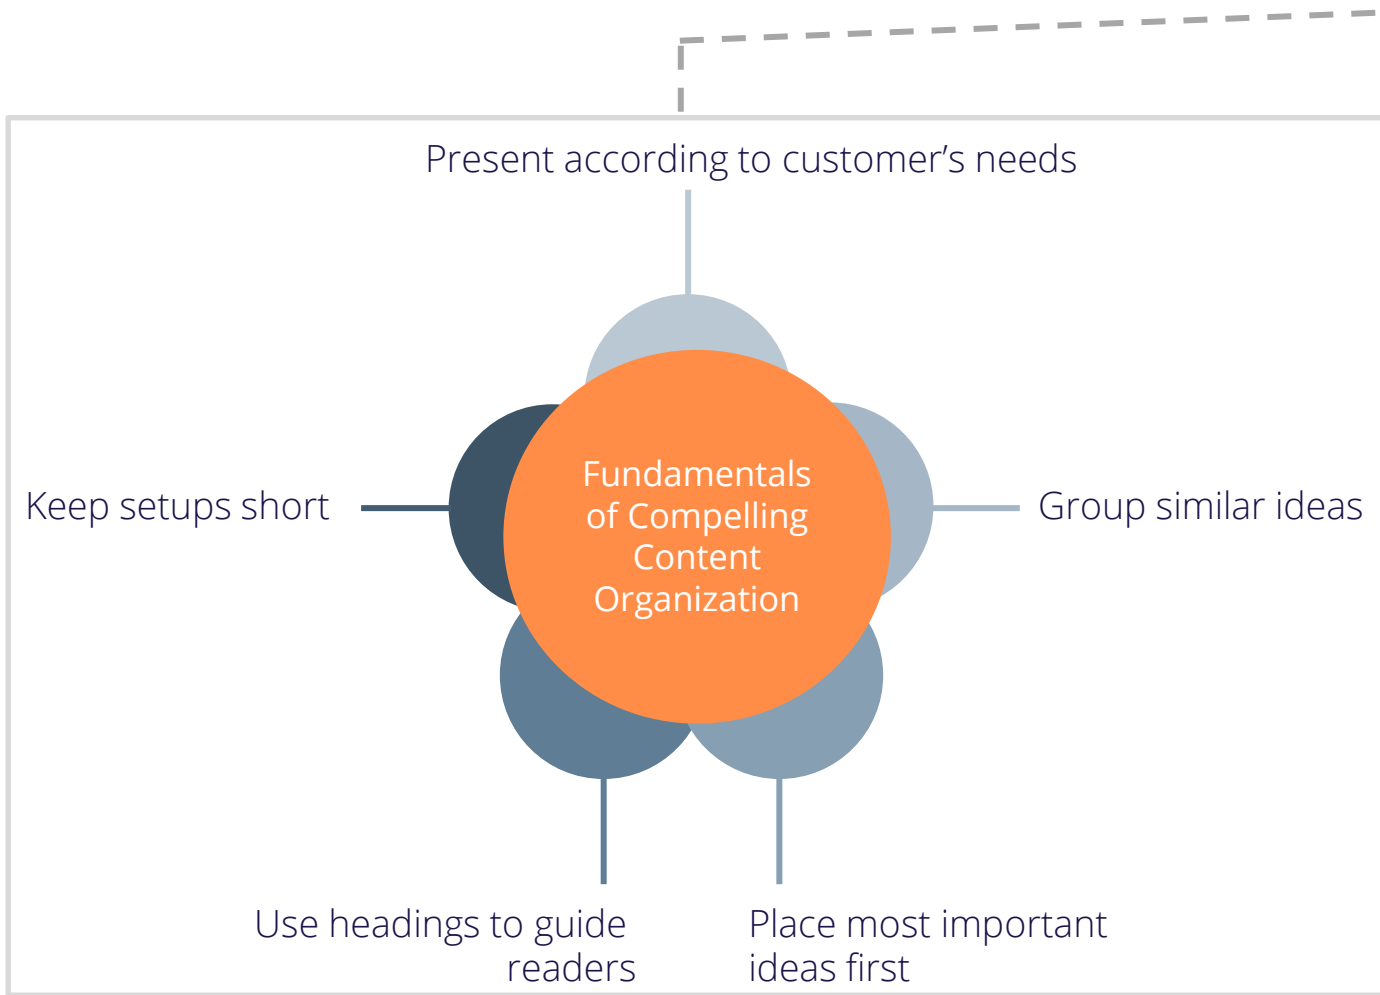 Present according to customer’s needs
Keep setups short
Fundamentals
of Compelling
Content
Organization
Group similar ideas
Use headings to guide
readers
Place most important
ideas first